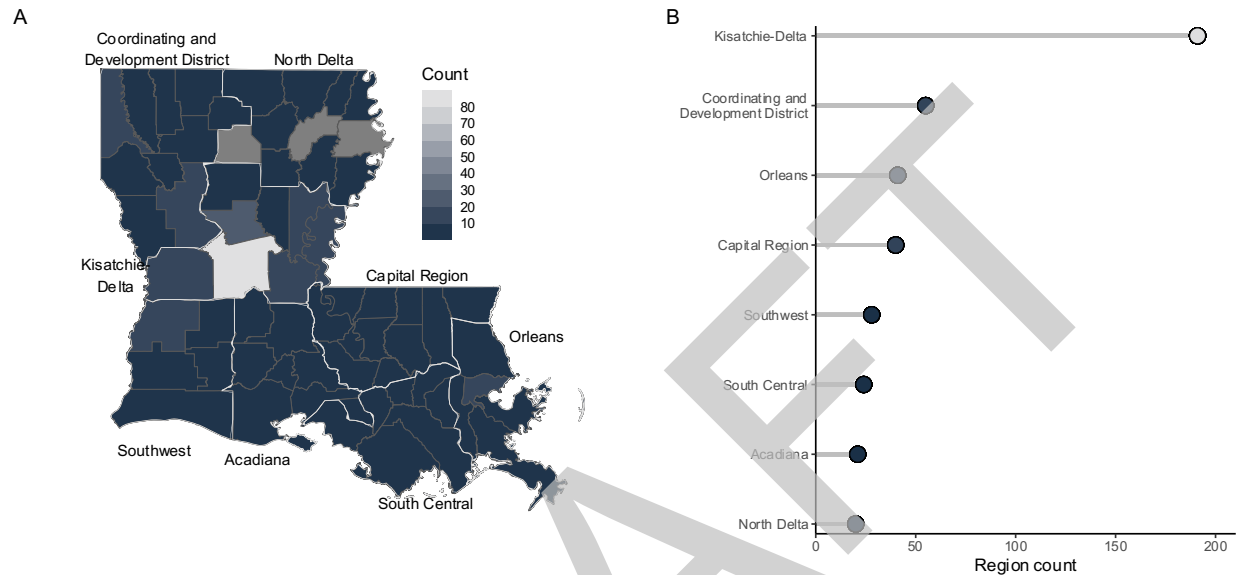 A
Coordinating and
Development District
North Delta
Count
80
70
60
50
40
30
20
10
Kisatchie-
Delta
Capital Region
Orleans
Southwest
Acadiana
South Central
B
Kisatchie-Delta
Coordinating and
Development District
Orleans
Capital Region
Southwest
South Central
Acadiana
North Delta
0
50
100
150
200
Region count